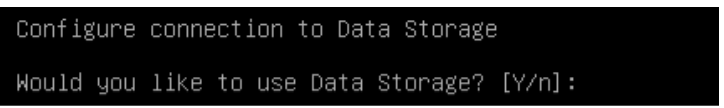 Configure connection to Data Storage
Would you like to use Data Storage? [Y/n]: